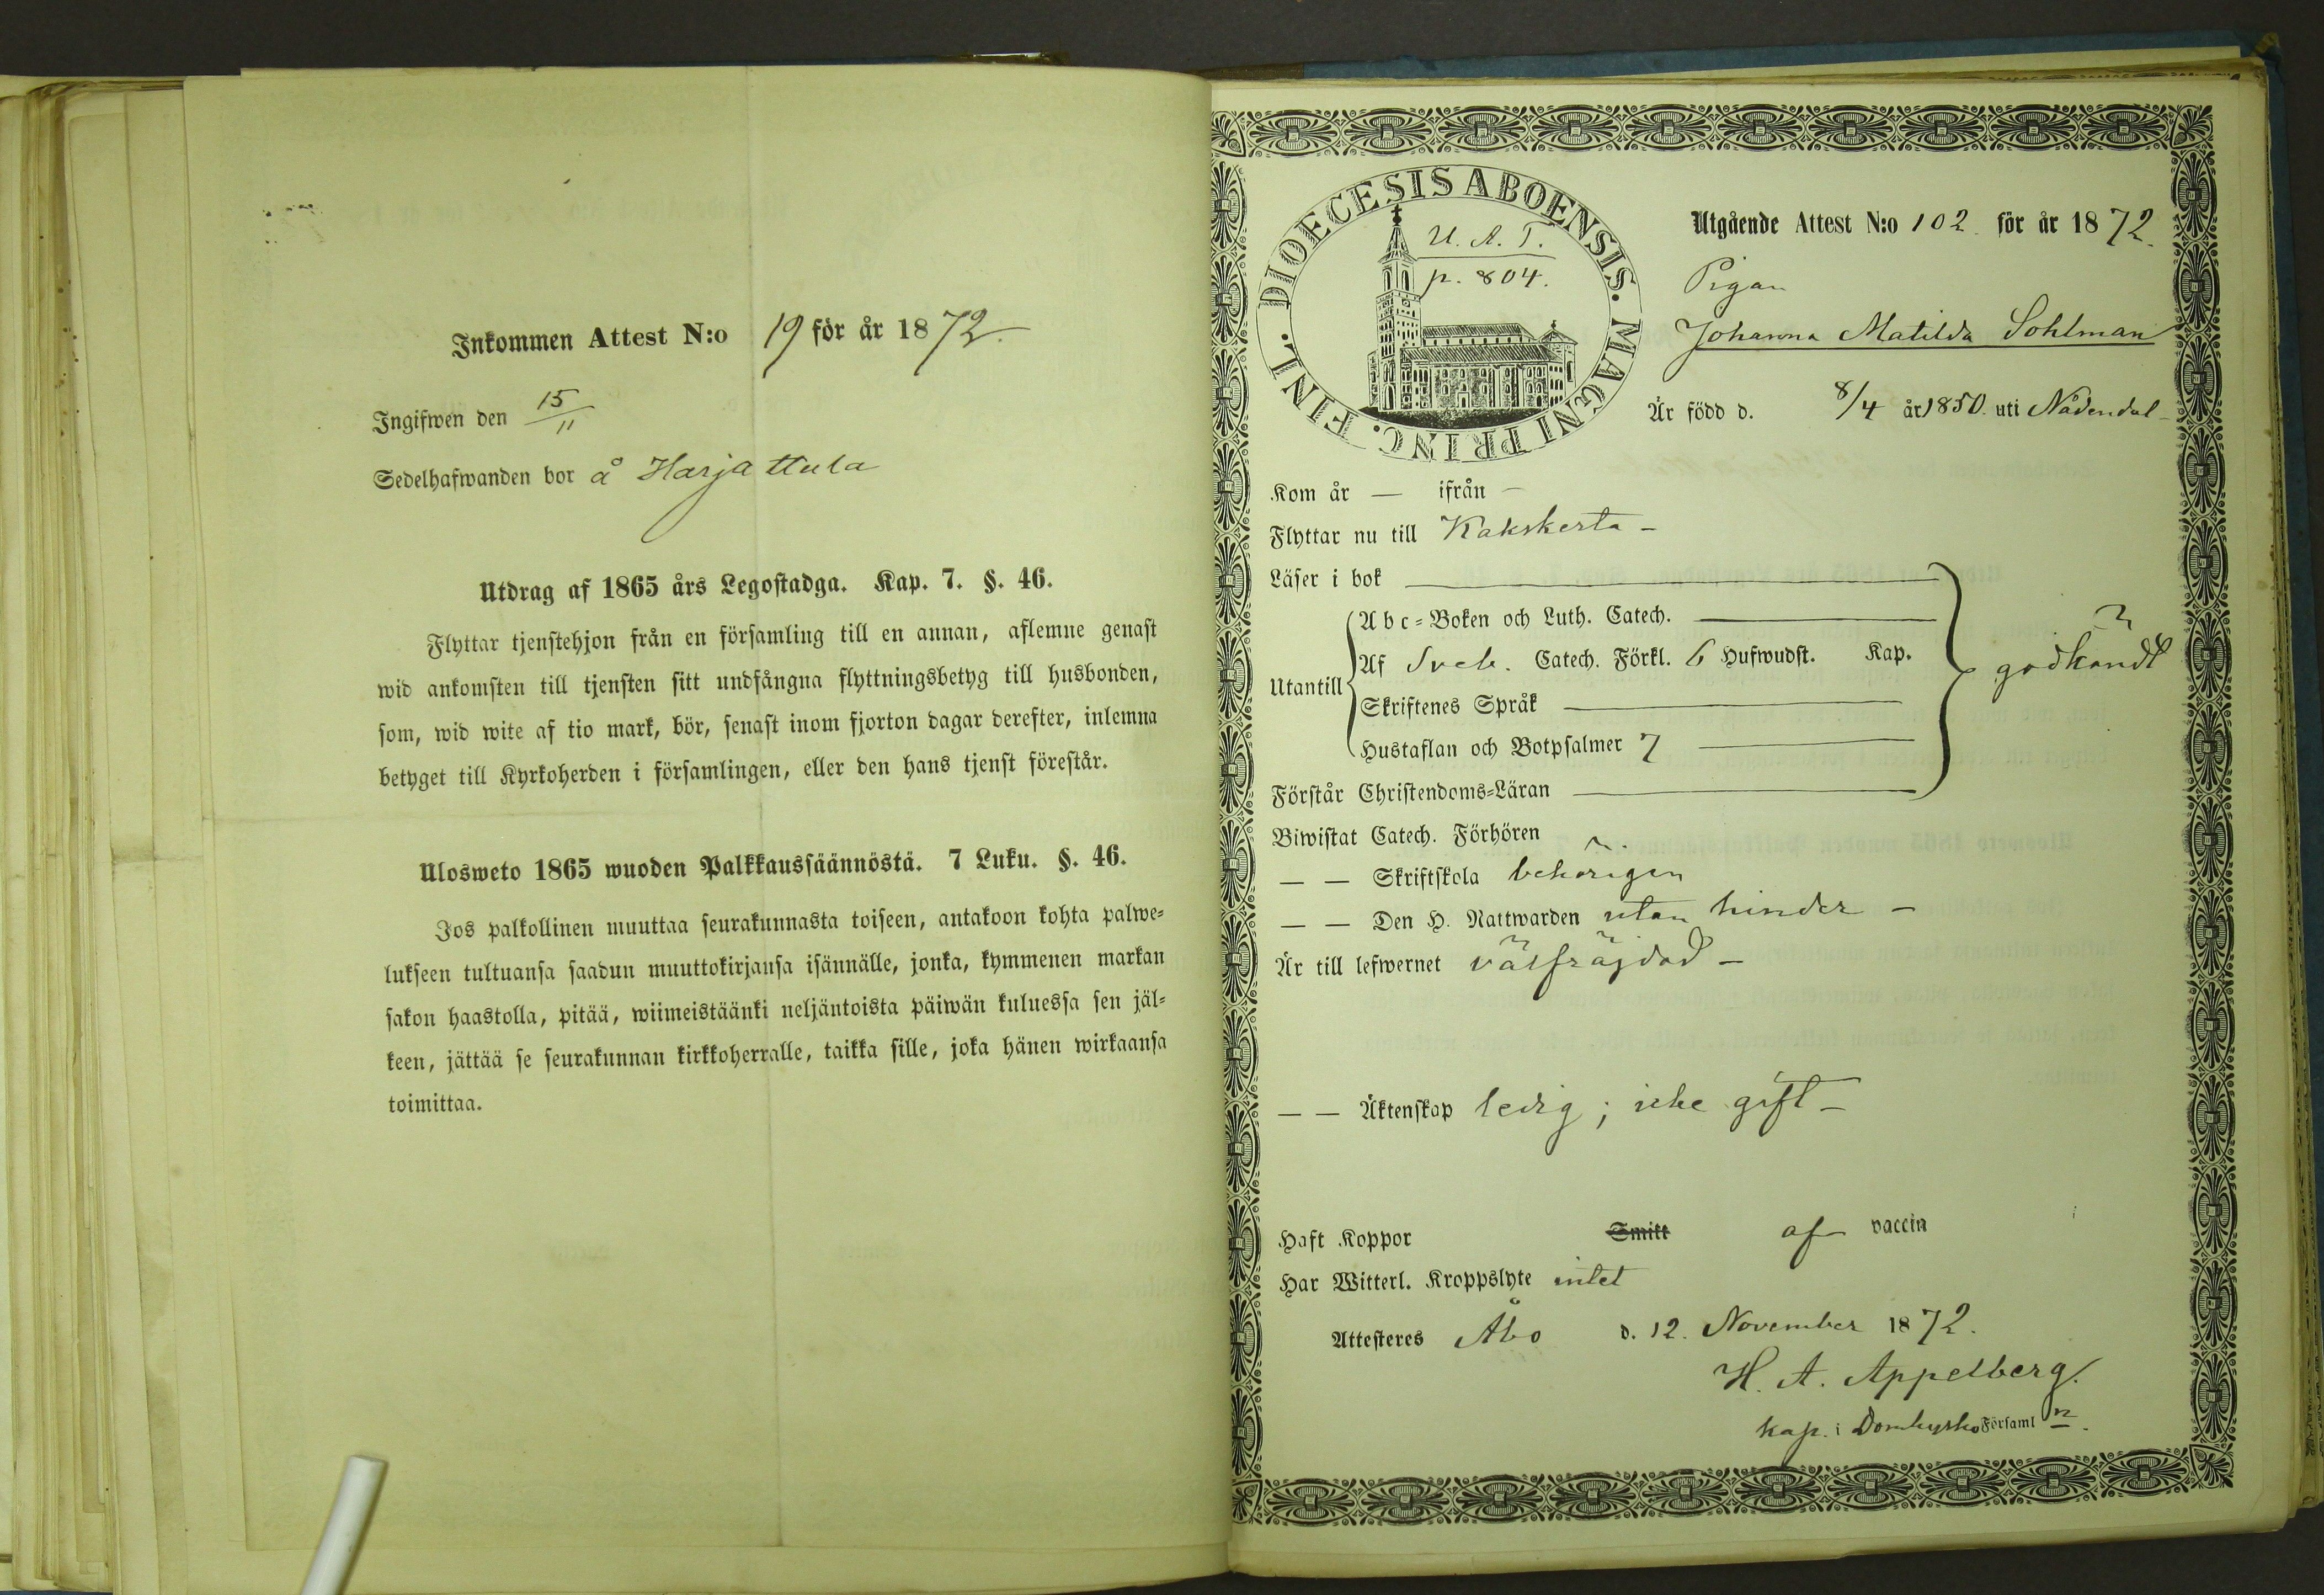 Inkommen Attest N:o 19 för år 1872.
Ingifwen den 15/11
Sedelhafwanden bor å Harjattula
Utdrag af 1865 års Legostadga. Kap. 7. §. 46.
Flyttar tjenstehjon från en församling till en annan, aflemne genast
wid ankomsten till tjensten sitt undfångna flyttningsbetyg till husbonden,
som, wid wite af tio mark, bör, senast inom fjorton dagar derefter, inlemna
betyget till Kyrkoherden i församlingen, eller den hans tjenst förestår.
Ulosweto 1865 wuoden Palkkaussäännöstä. 7 Luku. §. 46.
Jos palkollinen muuttaa seurakunnasta toiseen, antakoon kohta palwe-
lukseen tultuansa saadun muuttokirjansa isännälle, jonka, kymmenen markan
sakon haastolla, pitää, wiimeistäänki neljäntoista päiwän kuluessa sen jäl-
keen, jättää se seurakunnan kirkkoherralle, taikka sille, joka hänen wirkaansa
toimittaa.
DIOECESIS ABOENSIS. MAGNI PRINC. FINL.
U. A. T.
p. 804.
Utgående Attest N:o 102. för år 1872.
Pigan
Johanna Matilda Sohlman
Är född d. 8/4 år 1850. uti Nådendal-
Kom år — ifrån —
Flyttar nu till Kakskerta -
Läser i bok
Utantill
Abc-Boken och Luth. Catech.
Af Sveb. Catech. Förkl. 6 Hufwudst. Kap.
Skriftenes Språk
Hustaflan och Botpsalmer 7
godkändt
Förstår Christendoms-Läran
Biwistat Catech. Förhören
— — Skriftskola behörigen
— — Den H. Nattwarden utan hinder -
Är till lefwernet välfräjdad -
— — Äktenskap ledig; icke gift -
Haft Koppor Smitt af vaccin
Har Witterl. Kroppslyte intet
Attesteres Åbo d. 12. November 1872.
H. A. Appelberg.
kap. i Domkyrko Församl n.